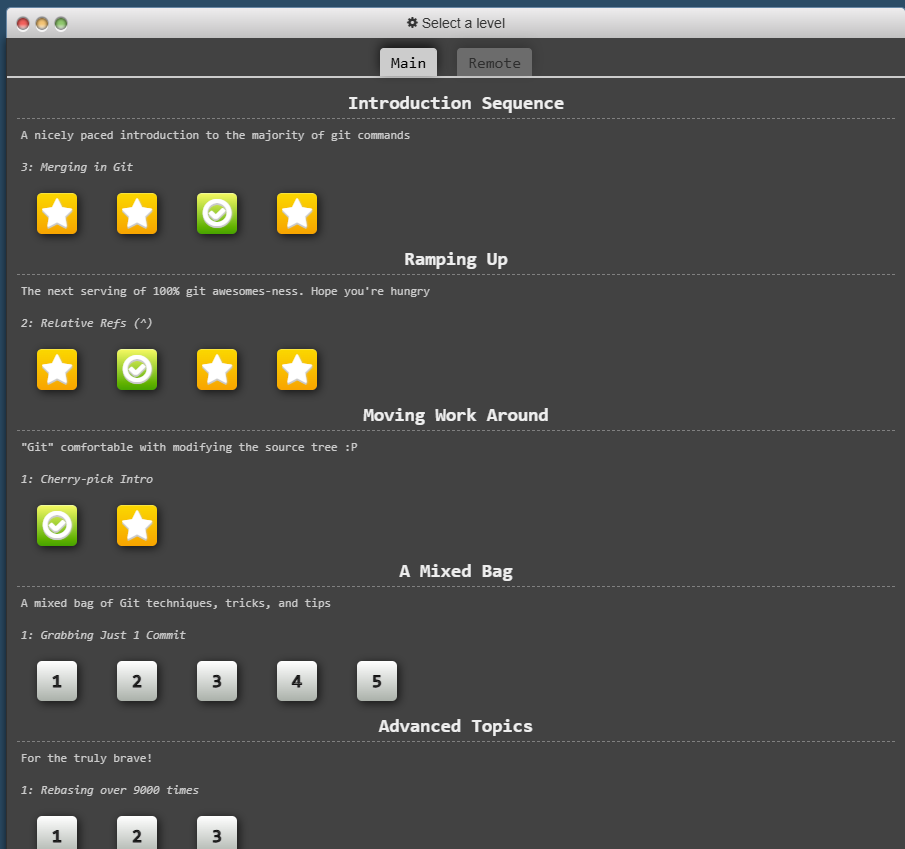 Select a level
Main Remote
Introduction Sequence
A nicely paced introduction to the majority of git commands
3: Merging in Git
Ramping Up
The next serving of 100% git awesomes-ness. Hope you're hungry
2: Relative Refs (^)
Moving Work Around
"Git" comfortable with modifying the source tree :P
1: Cherry-pick Intro
A Mixed Bag
A mixed bag of Git techniques, tricks, and tips
1: Grabbing Just 1 Commit
1 2 3 4 5
Advanced Topics
For the truly brave!
1: Rebasing over 9000 times
1 2 3